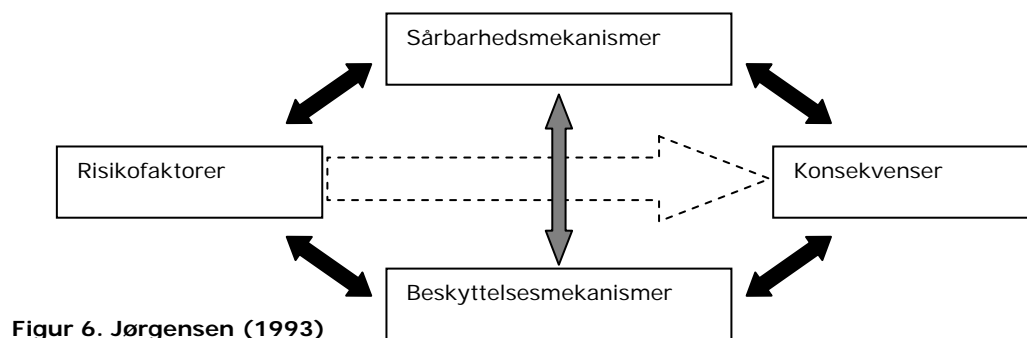 Sårbarhedsmekanismer
Risikofaktorer
Konsekvenser
Beskyttelsesmekanismer
Figur 6. Jørgensen (1993)